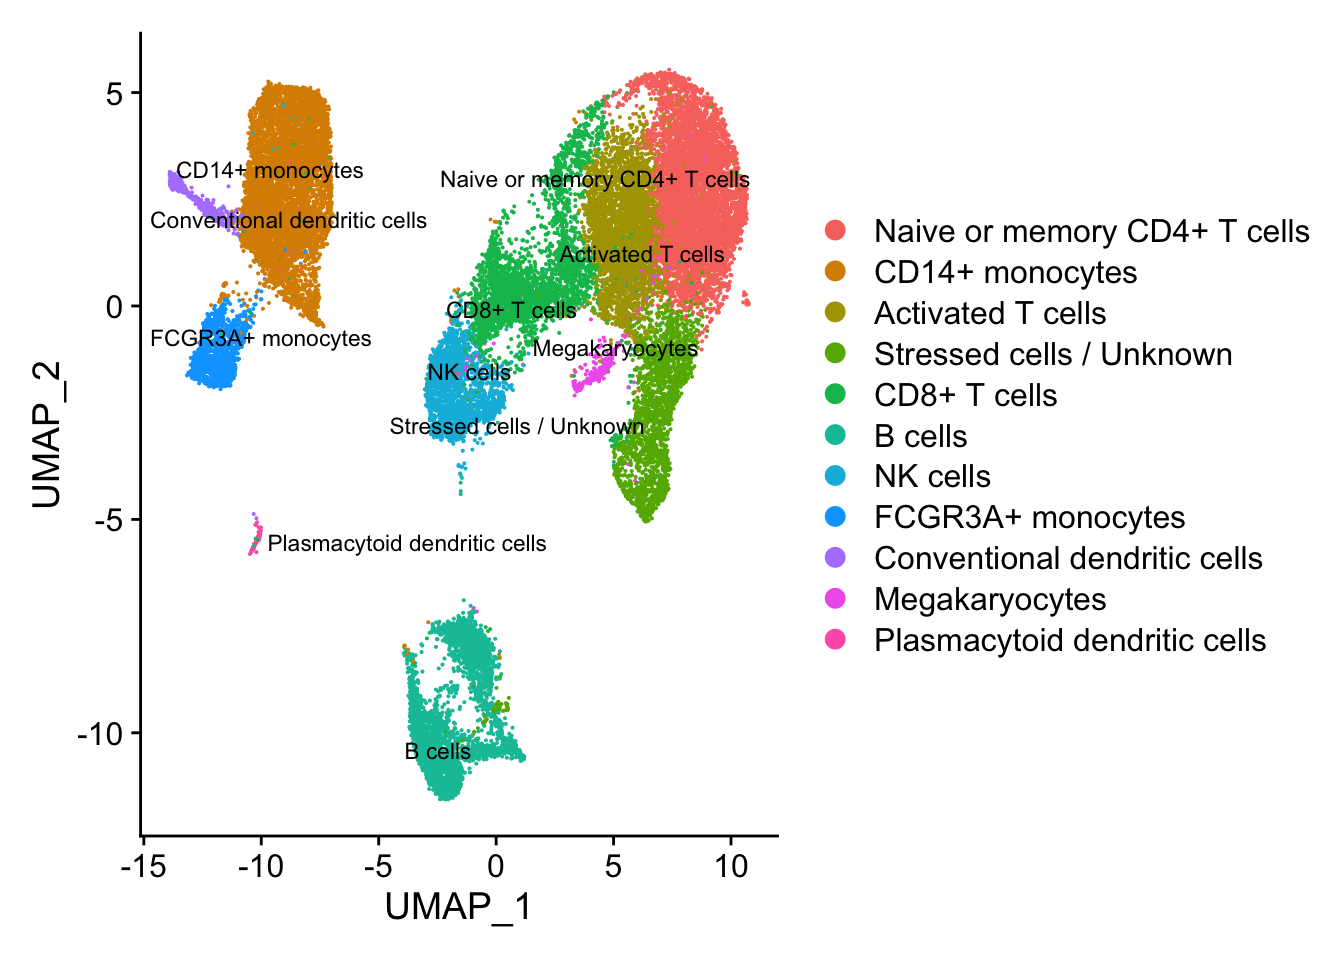 5
0
-5
-10
-15
-10
-5
0
5
10
UMAP_1
UMAP_2
CD14+ monocytes
Naive or memory CD4+ T cells
Conventional dendritic cells
Activated T cells
CD8+ T cells
FCGR3A+ monocytes
Megakaryocytes
NK cells
Stressed cells / Unknown
Plasmacytoid dendritic cells
B cells
Naive or memory CD4+ T cells
CD14+ monocytes
Activated T cells
Stressed cells / Unknown
CD8+ T cells
B cells
NK cells
FCGR3A+ monocytes
Conventional dendritic cells
Megakaryocytes
Plasmacytoid dendritic cells